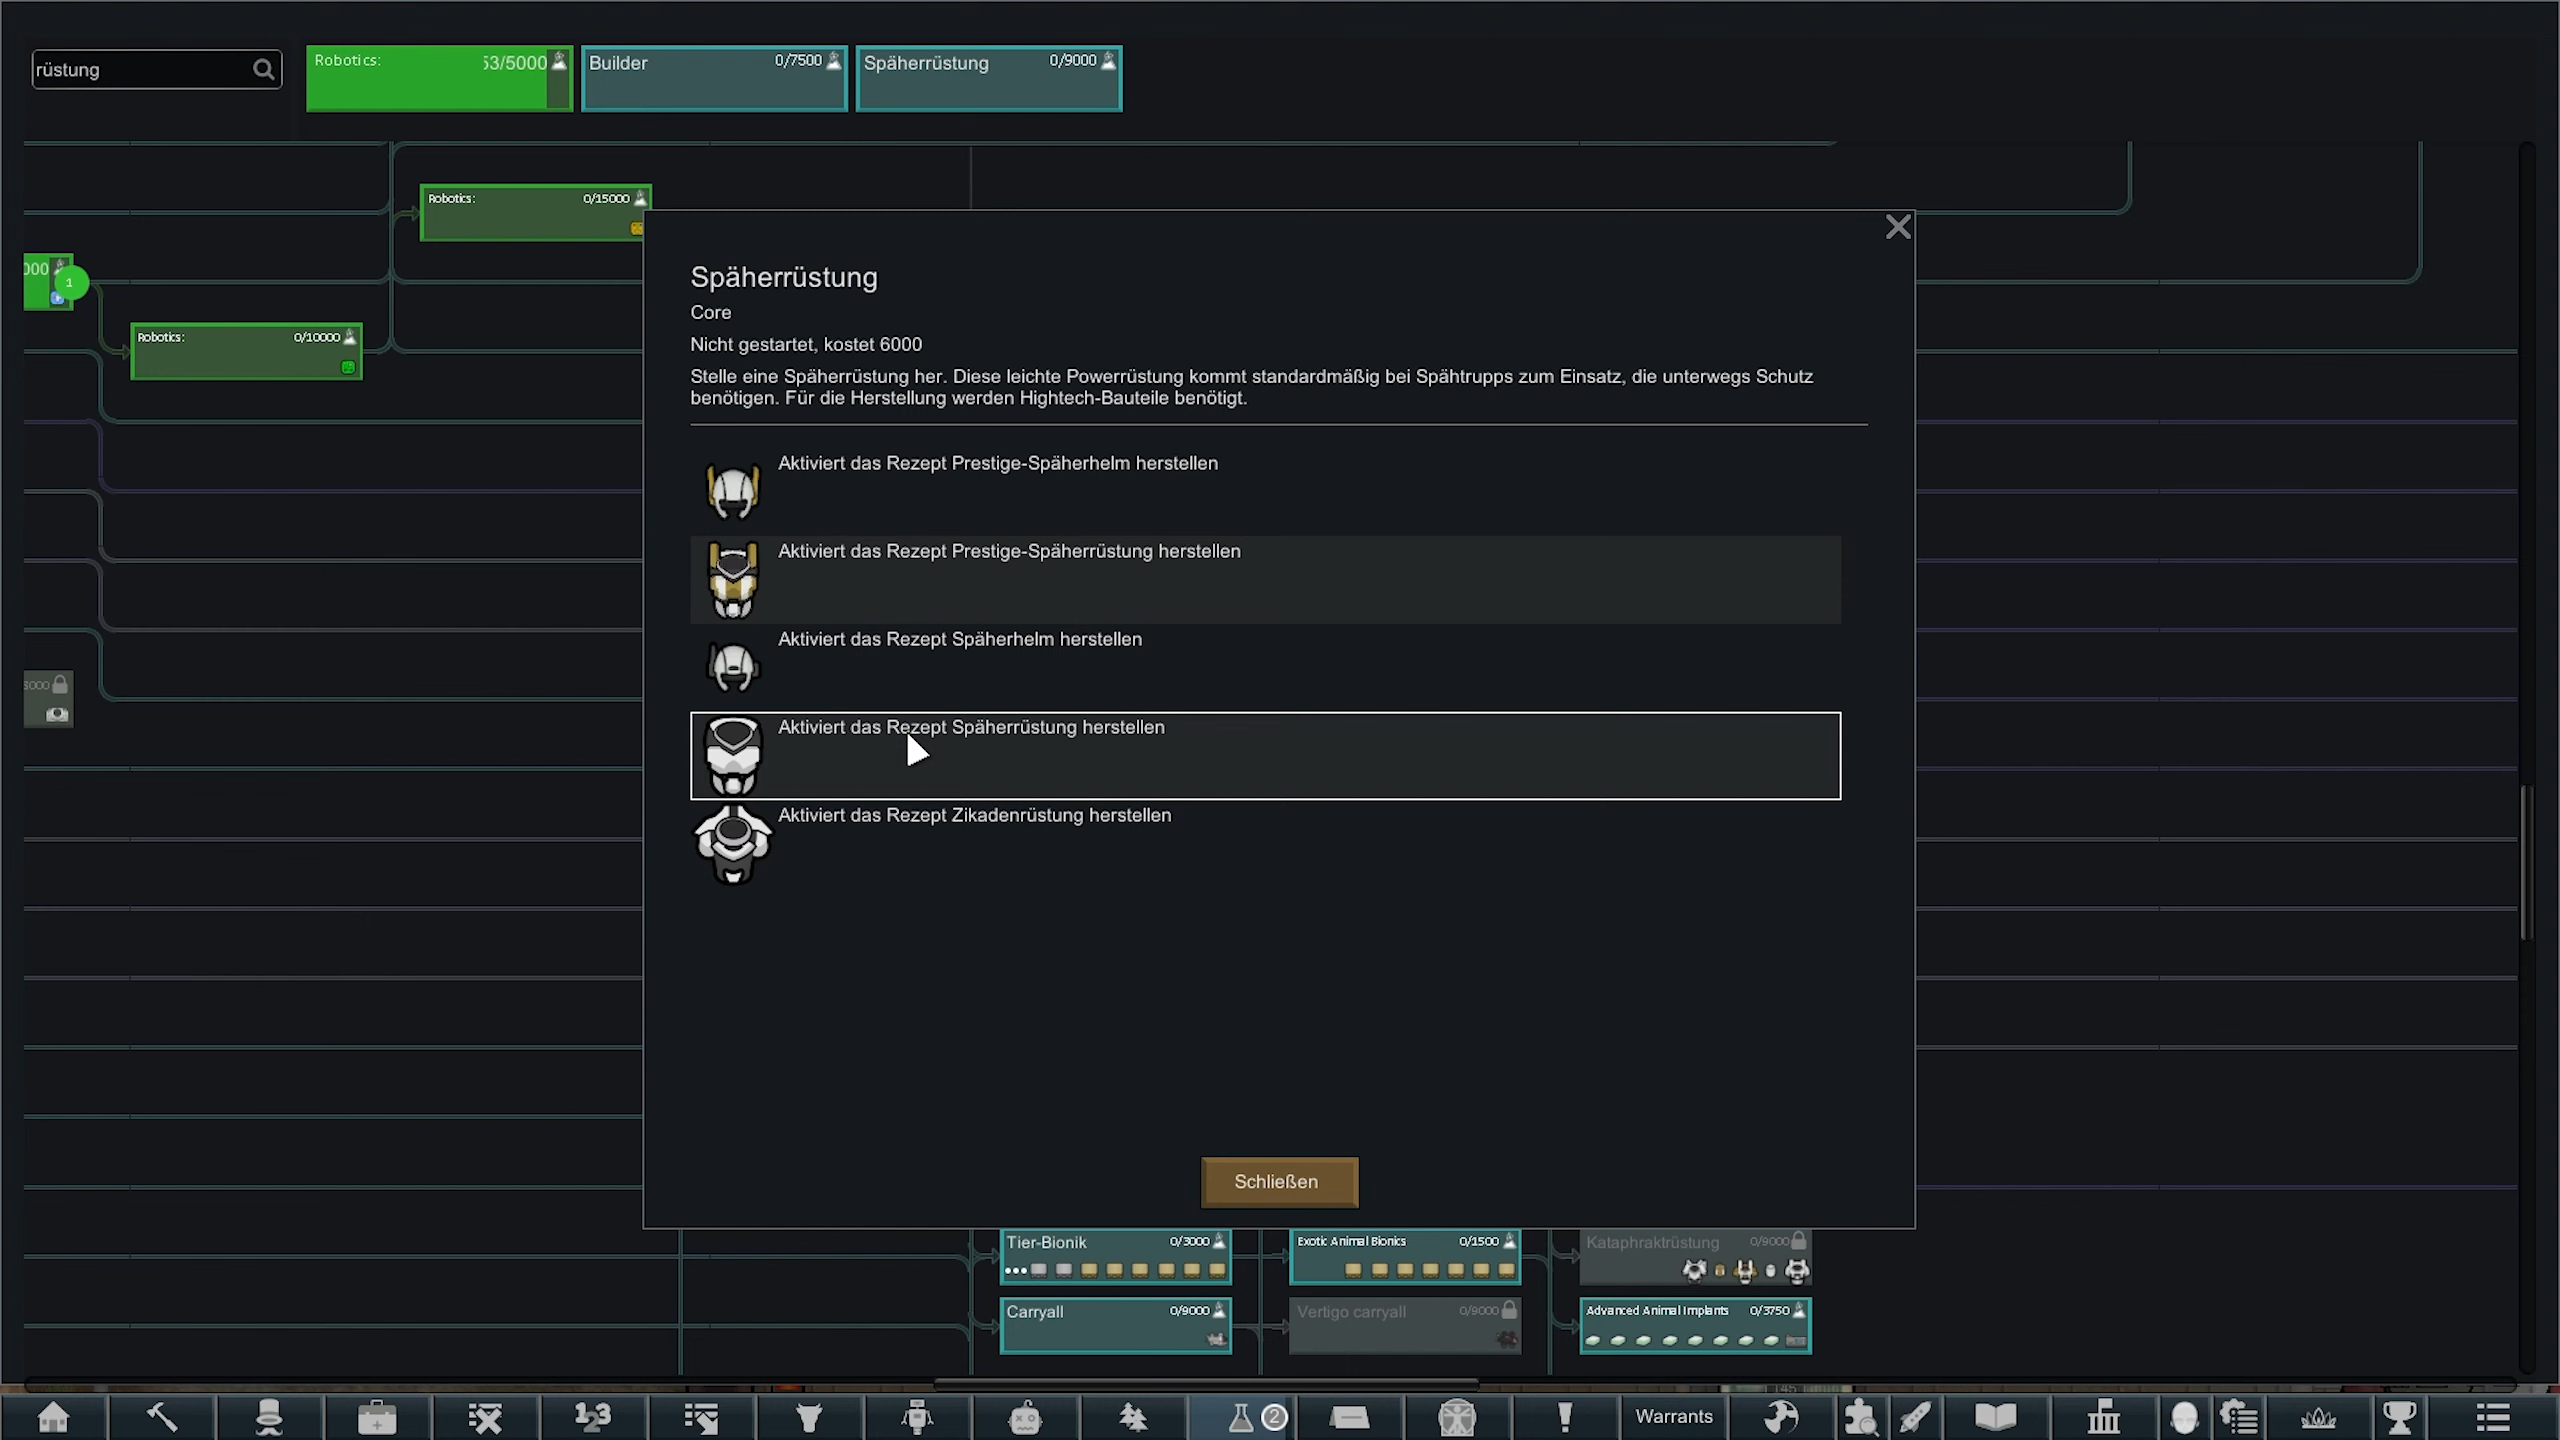 rüstung
Robotics: 53/5000
Builder 0/7500
Späherrüstung 0/9000
Robotics: 0/15000
000
1
Robotics: 0/10000
Späherrüstung
Core
Nicht gestartet, kostet 6000
Stelle eine Späherrüstung her. Diese leichte Powerrüstung kommt standardmäßig bei Spähtrupps zum Einsatz, die unterwegs Schutz
benötigen. Für die Herstellung werden Hightech-Bauteile benötigt.
Aktiviert das Rezept Prestige-Späherhelm herstellen
Aktiviert das Rezept Prestige-Späherrüstung herstellen
Aktiviert das Rezept Späherhelm herstellen
Aktiviert das Rezept Späherrüstung herstellen
Aktiviert das Rezept Zikadenrüstung herstellen
Schließen
Tier-Bionik 0/3000
Exotic Animal Bionics 0/1500
Kataphraktrüstung 0/9000
Carryall 0/9000
Vertigo carryall 0/9000
Advanced Animal Implants 0/3750
123
2
Warrants